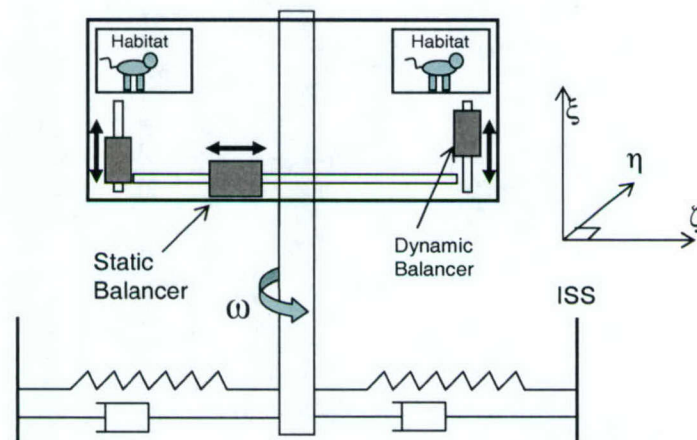 Habitat
Habitat
ξ
η
ζ
Static
Balancer
Dynamic
Balancer
ω
ISS